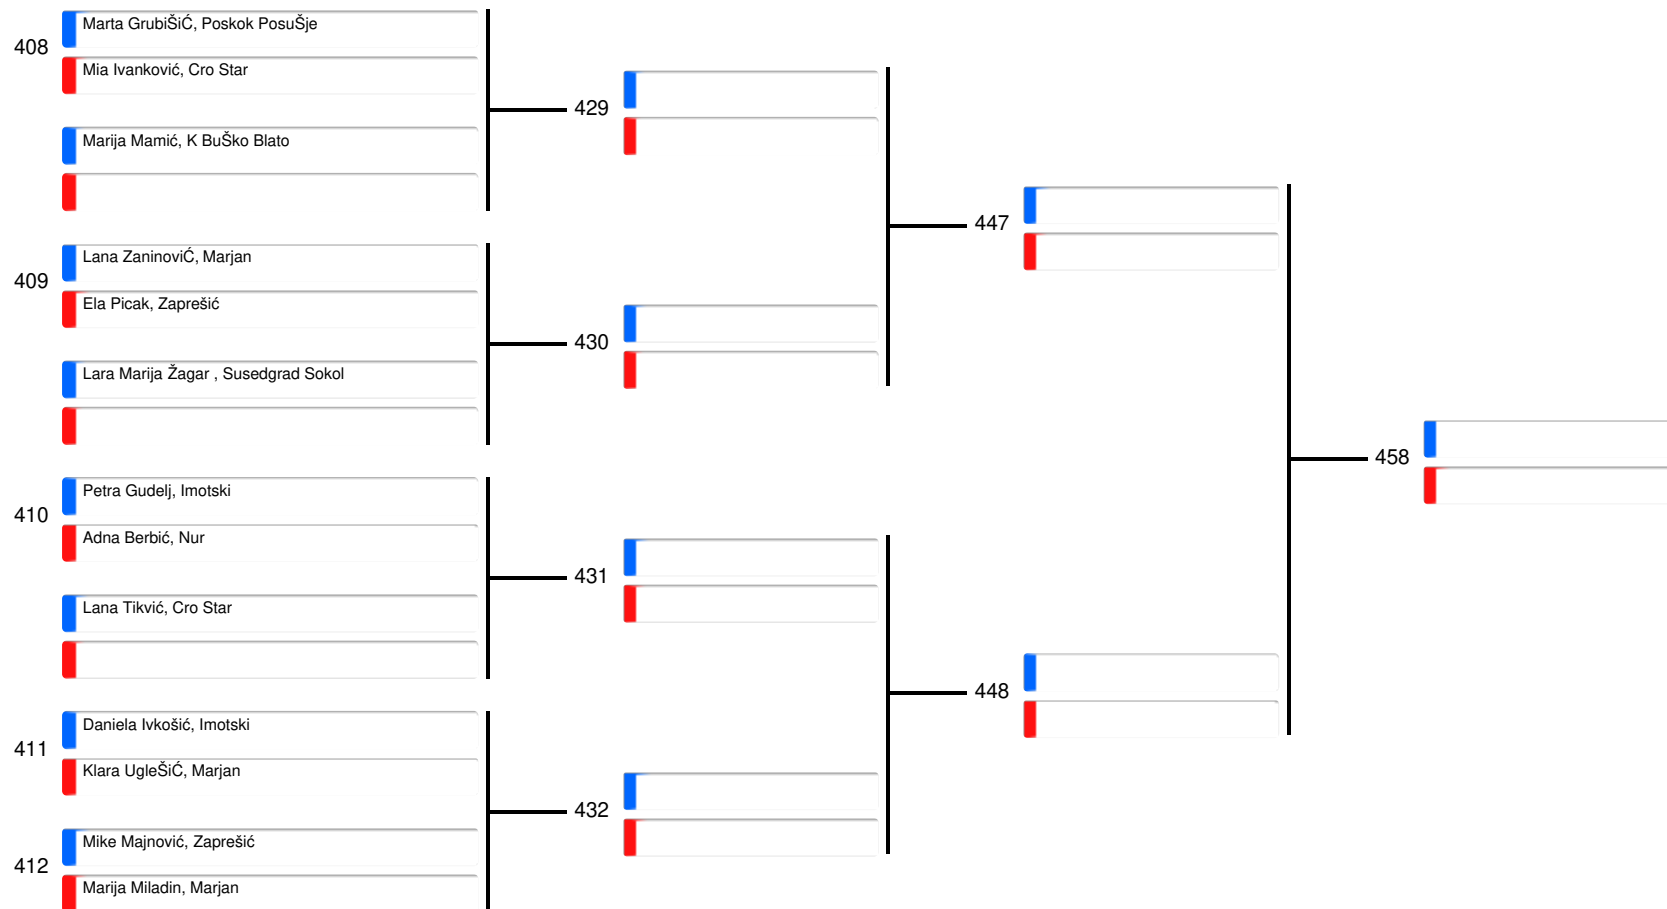 408
Marta GrubiŠiĆ, Poskok PosuŠje
Mia Ivanković, Cro Star
Marija Mamić, K BuŠko Blato
409
Lana ZaninoviĆ, Marjan
Ela Picak, Zaprešić
Lara Marija Žagar , Susedgrad Sokol
410
Petra Gudelj, Imotski
Adna Berbić, Nur
Lana Tikvić, Cro Star
411
Daniela Ivkošić, Imotski
Klara UgleŠiĆ, Marjan
412
Mike Majnović, Zaprešić
Marija Miladin, Marjan
429
430
431
432
447
448
458